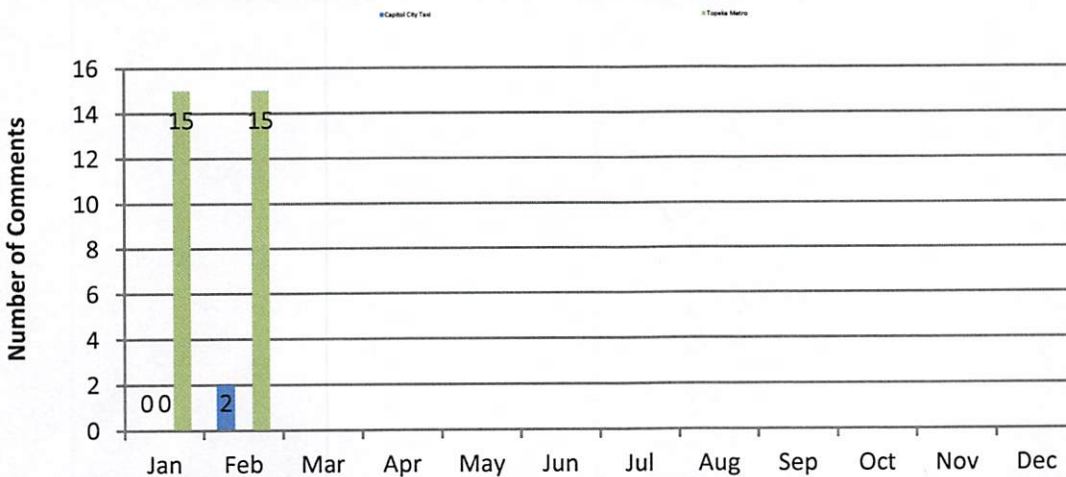 Capitol City Taxi Topeka Metro
Number of Comments
16
14
12
10
8
6
4
2
0
15 15
0 0 2
Jan Feb Mar Apr May Jun Jul Aug Sep Oct Nov Dec